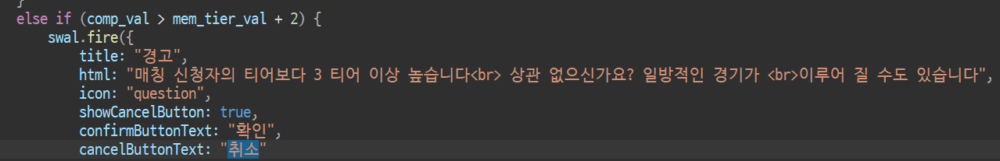 }
else if (comp_val > mem_tier_val + 2) {
swal.fire({
title: "경고",
html: "매칭 신청자의 티어보다 3 티어 이상 높습니다<br> 상관 없으신가요? 일방적인 경기가 <br>이루어 질 수도 있습니다",
icon: "question",
showCancelButton: true,
confirmButtonText: "확인",
cancelButtonText: "취소"